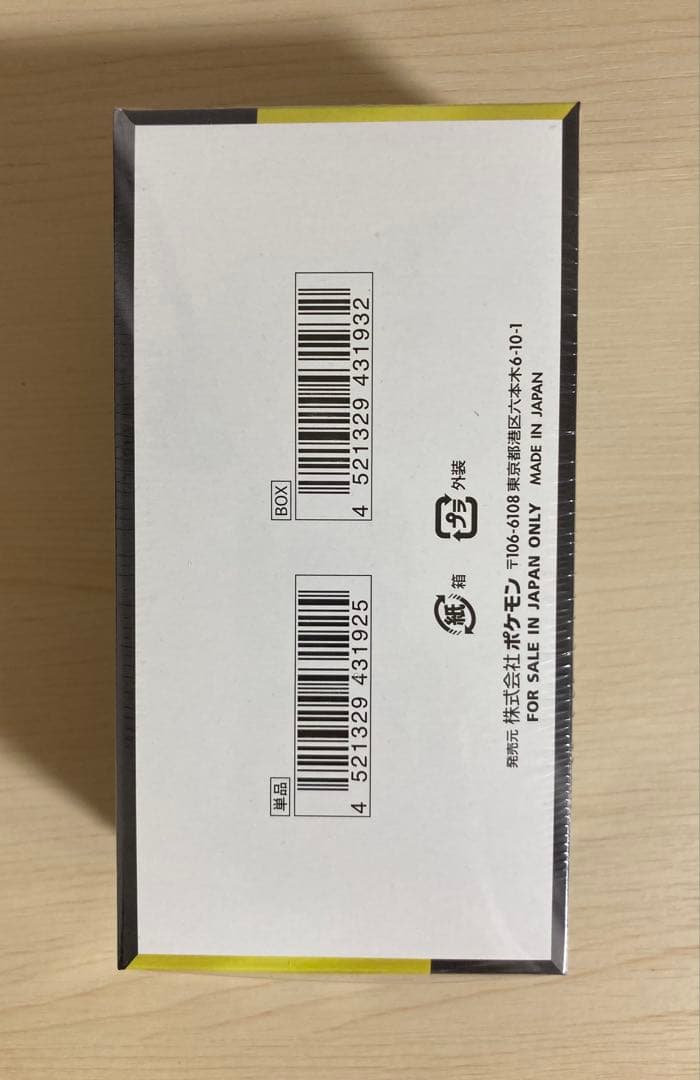 単品
4 521329 431925
BOX
4 521329 431932
紙 箱
プラ 外装
発売元 株式会社ポケモン 〒106-6108 東京都港区六本木6-10-1
FOR SALE IN JAPAN ONLY MADE IN JAPAN